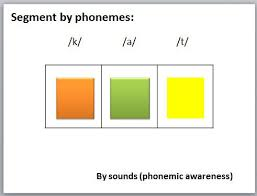 Segment by phonemes:
/k/ /a/ /t/
By sounds (phonemic awareness)